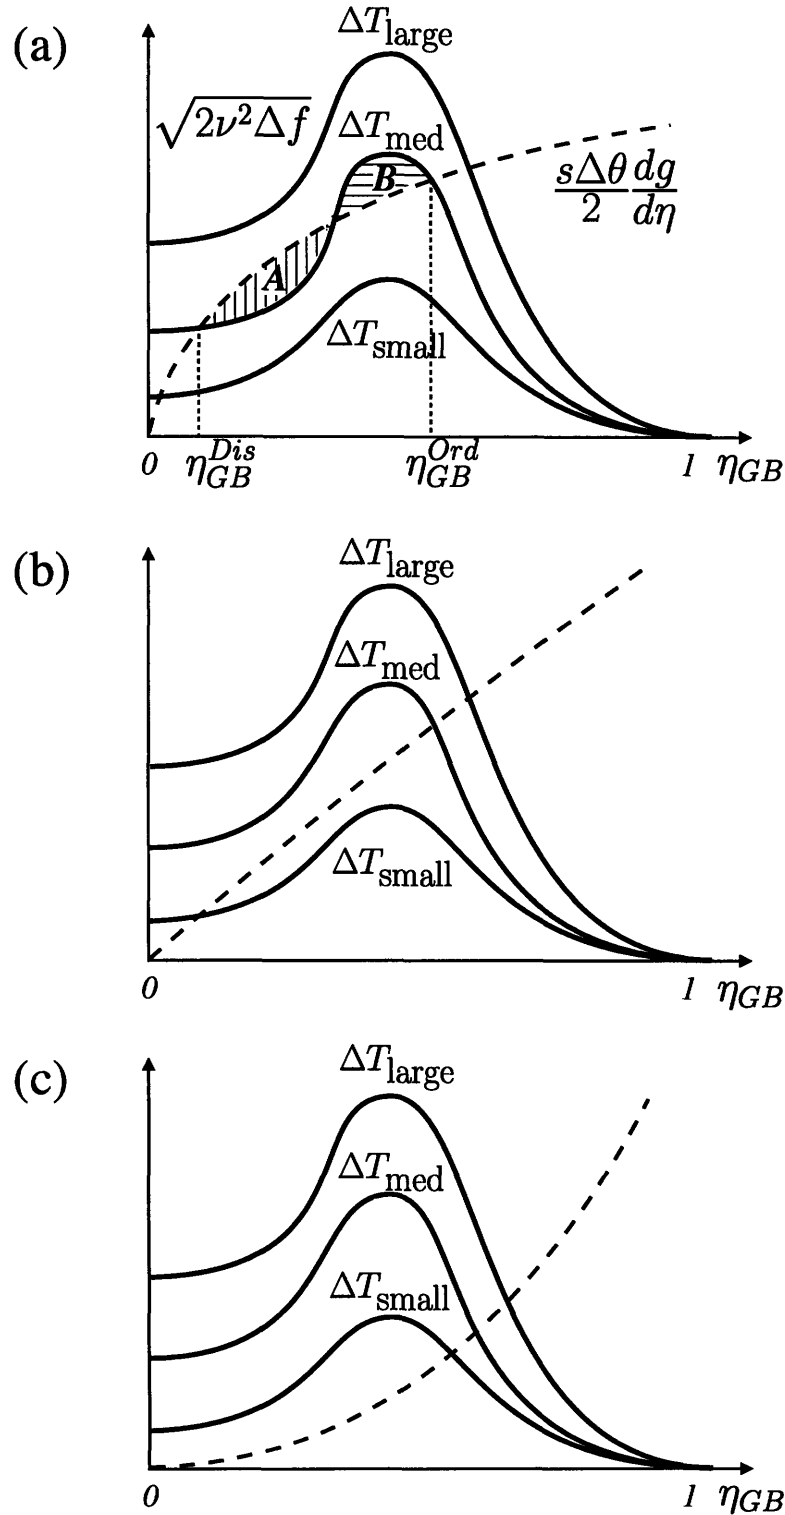 (a)
ΔT_large
√(2ν²Δf)
ΔT_med
sΔθ/2 dg/dη
B
A
ΔT_small
0 η_GB^Dis η_GB^Ord 1 η_GB
(b)
ΔT_large
ΔT_med
ΔT_small
0 1 η_GB
(c)
ΔT_large
ΔT_med
ΔT_small
0 1 η_GB